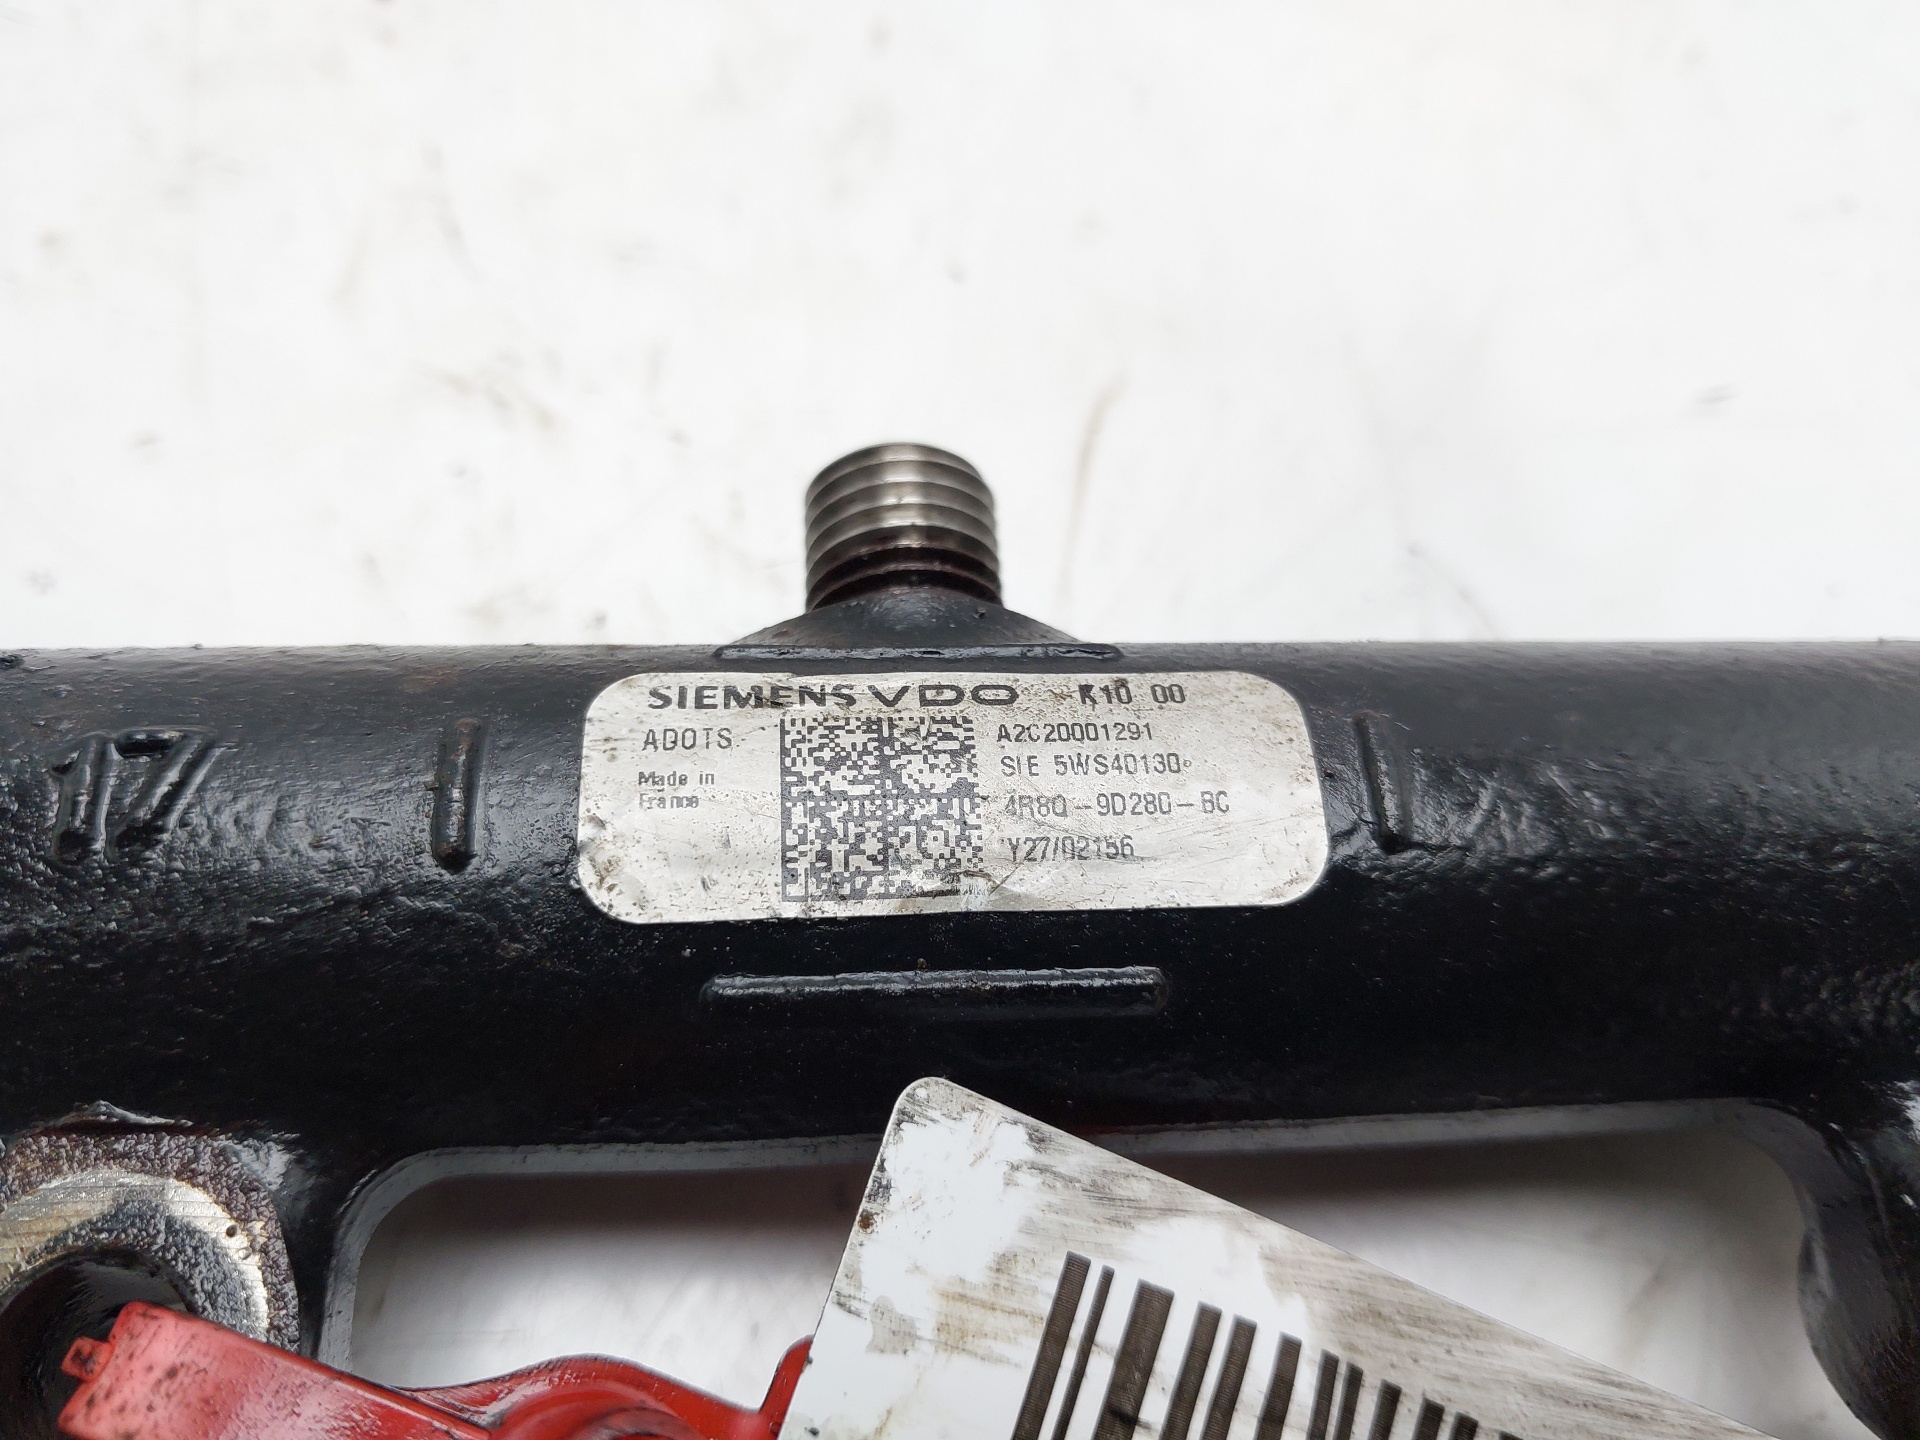 17
SIEMENS VDO K10 00
ADOTS
Made in
France
A2C20001291
SIE 5WS40130
4R8Q-9D280-BC
Y27/02156